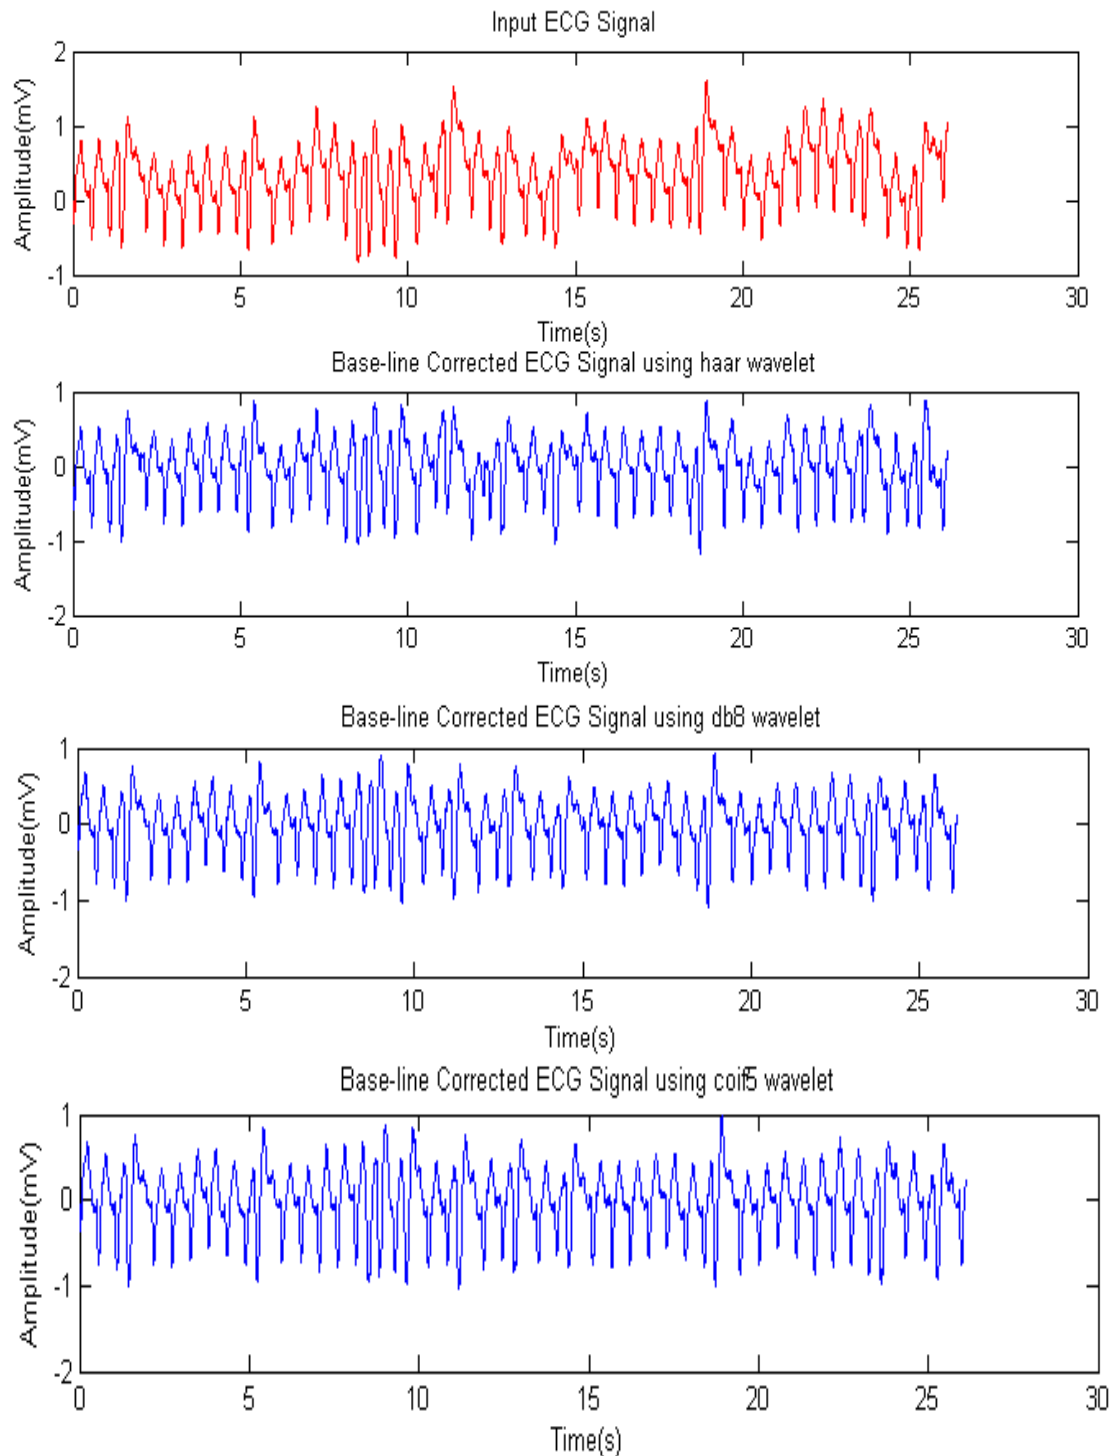 Input ECG Signal
2
1
0
-1
Amplitude(mV)
0 5 10 15 20 25 30
Time(s)
Base-line Corrected ECG Signal using haar wavelet
1
0
-1
-2
Amplitude(mV)
0 5 10 15 20 25 30
Time(s)
Base-line Corrected ECG Signal using db8 wavelet
1
0
-1
-2
Amplitude(mV)
0 5 10 15 20 25 30
Time(s)
Base-line Corrected ECG Signal using coif5 wavelet
1
0
-1
-2
Amplitude(mV)
0 5 10 15 20 25 30
Time(s)